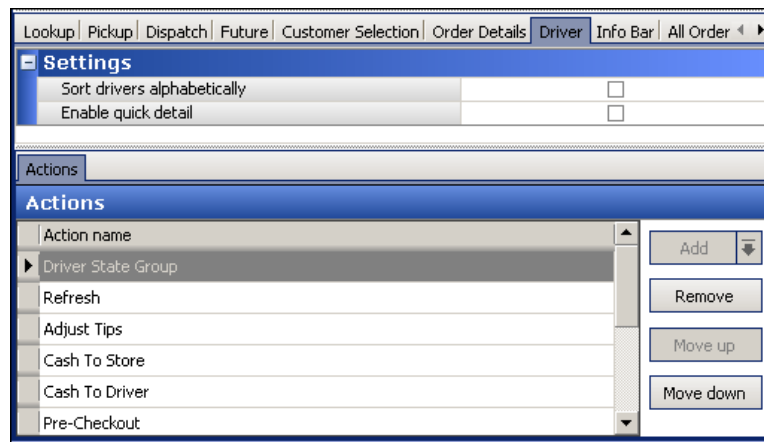 Lookup Pickup Dispatch Future Customer Selection Order Details Driver Info Bar All Order
Settings
Sort drivers alphabetically
Enable quick detail
Actions
Actions
Action name
Add
Driver State Group
Refresh
Remove
Adjust Tips
Move up
Cash To Store
Cash To Driver
Move down
Pre-Checkout